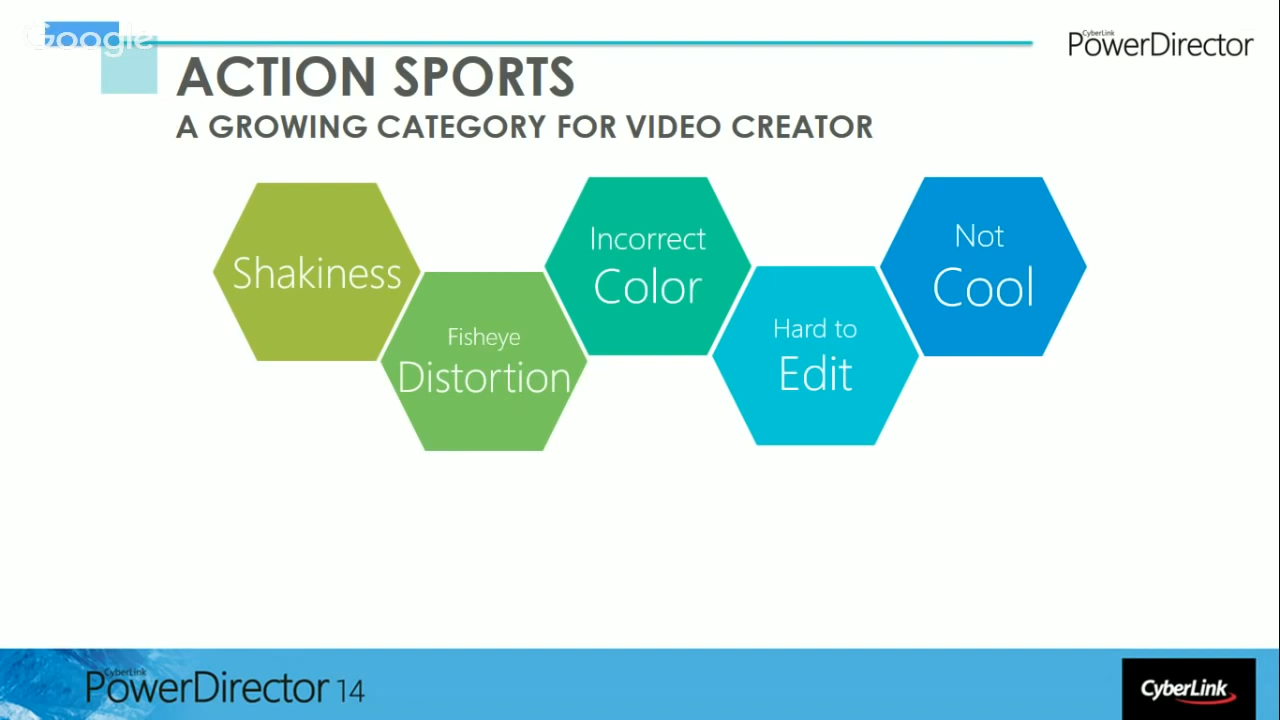 Google
CyberLink
PowerDirector
ACTION SPORTS
A GROWING CATEGORY FOR VIDEO CREATOR
Shakiness
Fisheye
Distortion
Incorrect
Color
Hard to
Edit
Not
Cool
CyberLink
PowerDirector 14
CyberLink